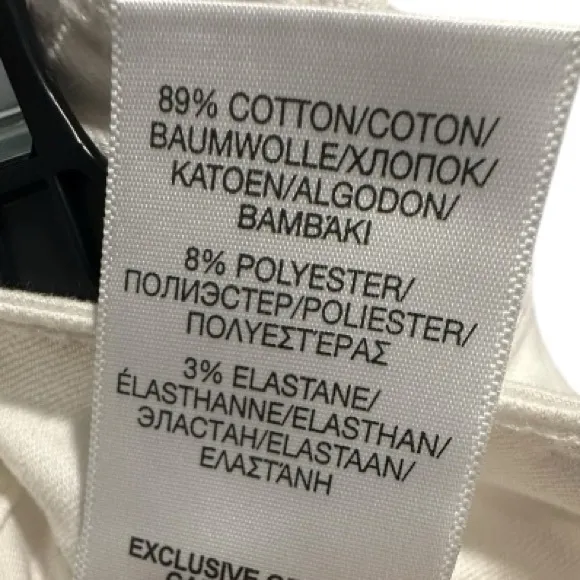 89% COTTON/COTON/
BAUMWOLLE/ХЛОПОК/
KATOEN/ALGODON/
ΒΑΜΒΆΚΙ
8% POLYESTER/
ПОЛИЭСТЕР/POLIESTER/
ΠΟΛΥΕΣΤΈΡΑΣ
3% ELASTANE/
ÉLASTHANNE/ELASTHAN/
ЭЛАСТАН/ELASTAAN/
ΕΛΑΣΤΆΝΗ
EXCLUSIVE